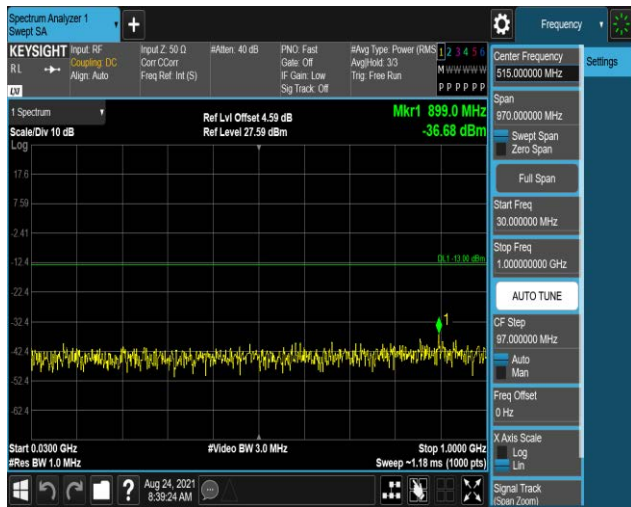 Spectrum Analyzer 1
Swept SA
Frequency
KEYSIGHT
RL
LXI
Input: RF
Coupling: DC
Align: Auto
Input Z: 50 Ω
Corr CCorr
Freq Ref: Int (S)
#Atten: 40 dB
PNO: Fast
Gate: Off
IF Gain: Low
Sig Track: Off
#Avg Type: Power (RMS
Avg|Hold: 3/3
Trig: Free Run
1 2 3 4 5 6
M W W W W W
P P P P P P
1 Spectrum
Scale/Div 10 dB
Log
Ref Lvl Offset 4.59 dB
Ref Level 27.59 dBm
Mkr1 899.0 MHz
-36.68 dBm
17.6
7.59
-2.41
-12.4
DL1 -13.00 dBm
-22.4
-32.4
1
-42.4
-52.4
-62.4
Start 0.0300 GHz
#Res BW 1.0 MHz
#Video BW 3.0 MHz
Stop 1.0000 GHz
Sweep ~1.18 ms (1000 pts)
?
Aug 24, 2021
8:39:24 AM
Center Frequency
515.000000 MHz
Span
970.000000 MHz
Swept Span
Zero Span
Full Span
Start Freq
30.000000 MHz
Stop Freq
1.000000000 GHz
AUTO TUNE
CF Step
97.000000 MHz
Auto
Man
Freq Offset
0 Hz
X Axis Scale
Log
Lin
Signal Track
(Span Zoom)
Settings